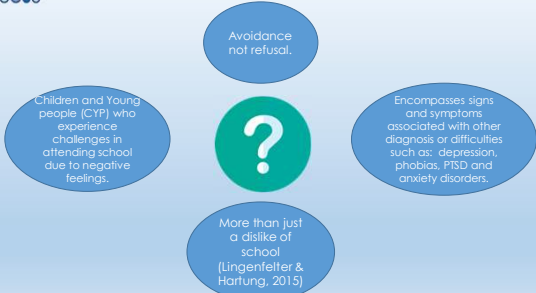 Avoidance
not refusal.
Children and Young
people (CYP) who
experience
challenges in
attending school
due to negative
feelings.
?
Encompasses signs
and symptoms
associated with other
diagnosis or difficulties
such as: depression,
phobias, PTSD and
anxiety disorders.
More than just
a dislike of
school
(Lingenfelter &
Hartung, 2015)